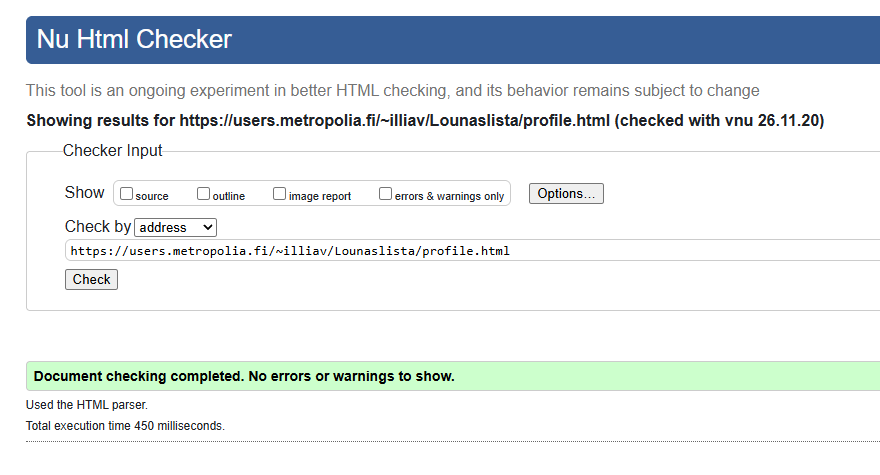 Nu Html Checker
This tool is an ongoing experiment in better HTML checking, and its behavior remains subject to change
Showing results for https://users.metropolia.fi/~illiav/Lounaslista/profile.html (checked with vnu 26.11.20)
Checker Input
Show source outline image report errors & warnings only Options...
Check by address
https://users.metropolia.fi/~illiav/Lounaslista/profile.html
Check
Document checking completed. No errors or warnings to show.
Used the HTML parser.
Total execution time 450 milliseconds.